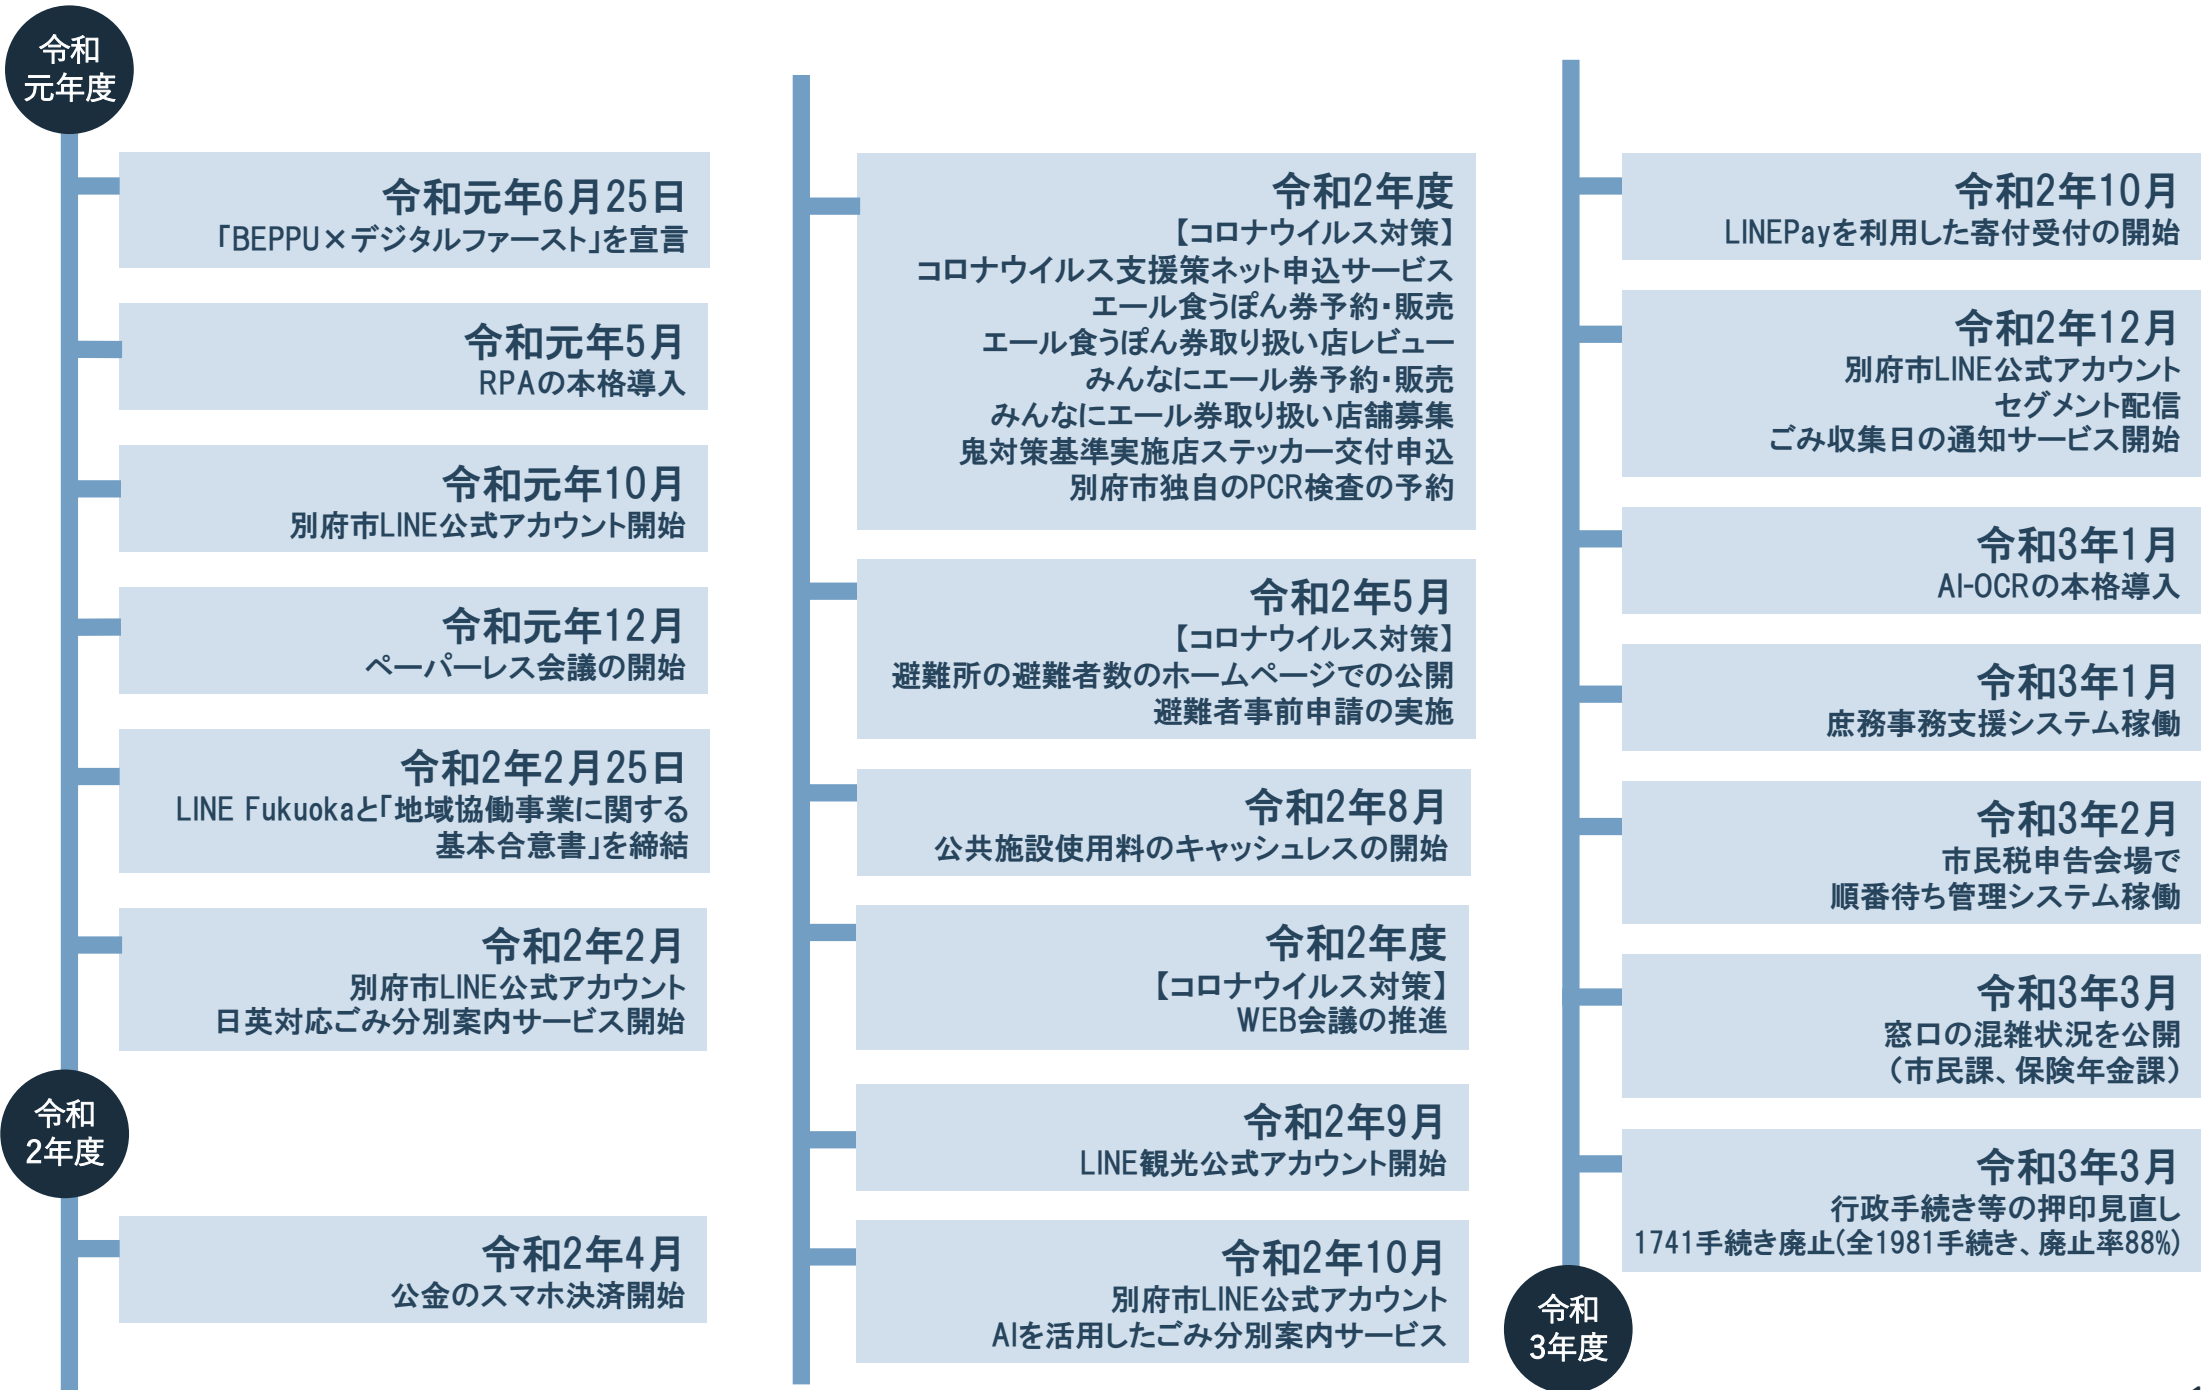 令和
元年度
令和元年6月25日
「BEPPU×デジタルファースト」を宣言
令和元年5月
RPAの本格導入
令和元年10月
別府市LINE公式アカウント開始
令和元年12月
ペーパーレス会議の開始
令和2年2月25日
LINE Fukuokaと「地域協働事業に関する
基本合意書」を締結
令和2年2月
別府市LINE公式アカウント
日英対応ごみ分別案内サービス開始
令和
2年度
令和2年4月
公金のスマホ決済開始
令和2年度
【コロナウイルス対策】
コロナウイルス支援策ネット申込サービス
エール食うぽん券予約・販売
エール食うぽん券取り扱い店レビュー
みんなにエール券予約・販売
みんなにエール券取り扱い店舗募集
鬼対策基準実施店ステッカー交付申込
別府市独自のPCR検査の予約
令和2年5月
【コロナウイルス対策】
避難所の避難者数のホームページでの公開
避難者事前申請の実施
令和2年8月
公共施設使用料のキャッシュレスの開始
令和2年度
【コロナウイルス対策】
WEB会議の推進
令和2年9月
LINE観光公式アカウント開始
令和2年10月
別府市LINE公式アカウント
AIを活用したごみ分別案内サービス
令和2年10月
LINEPayを利用した寄付受付の開始
令和2年12月
別府市LINE公式アカウント
セグメント配信
ごみ収集日の通知サービス開始
令和3年1月
AI-OCRの本格導入
令和3年1月
庶務事務支援システム稼働
令和3年2月
市民税申告会場で
順番待ち管理システム稼働
令和3年3月
窓口の混雑状況を公開
（市民課、保険年金課）
令和3年3月
行政手続き等の押印見直し
1741手続き廃止(全1981手続き、廃止率88%)
令和
3年度